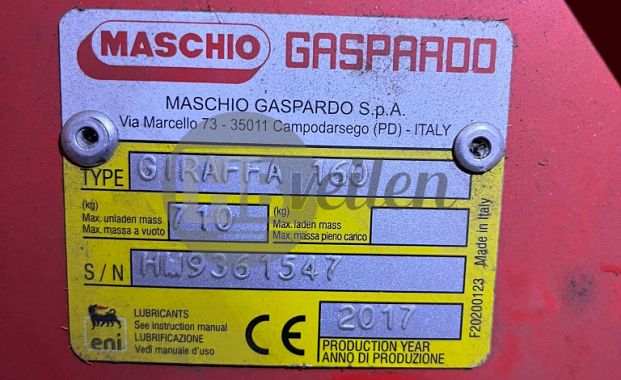 MASCHIO GASPARDO
MASCHIO GASPARDO S.p.A.
Via Marcello 73 - 35011 Campodarsego (PD) - ITALY
TYPE GIRAFFA 160
(kg) Max. unladen mass Max. massa a vuoto 710 (kg) Max. laden mass Max. massa pieno carico
S/N HM9361547
eni
LUBRICANTS
See instruction manual
LUBRIFICAZIONE
Vedi manuale d'uso
CE
2017
PRODUCTION YEAR
ANNO DI PRODUZIONE
F20200123 Made in Italy